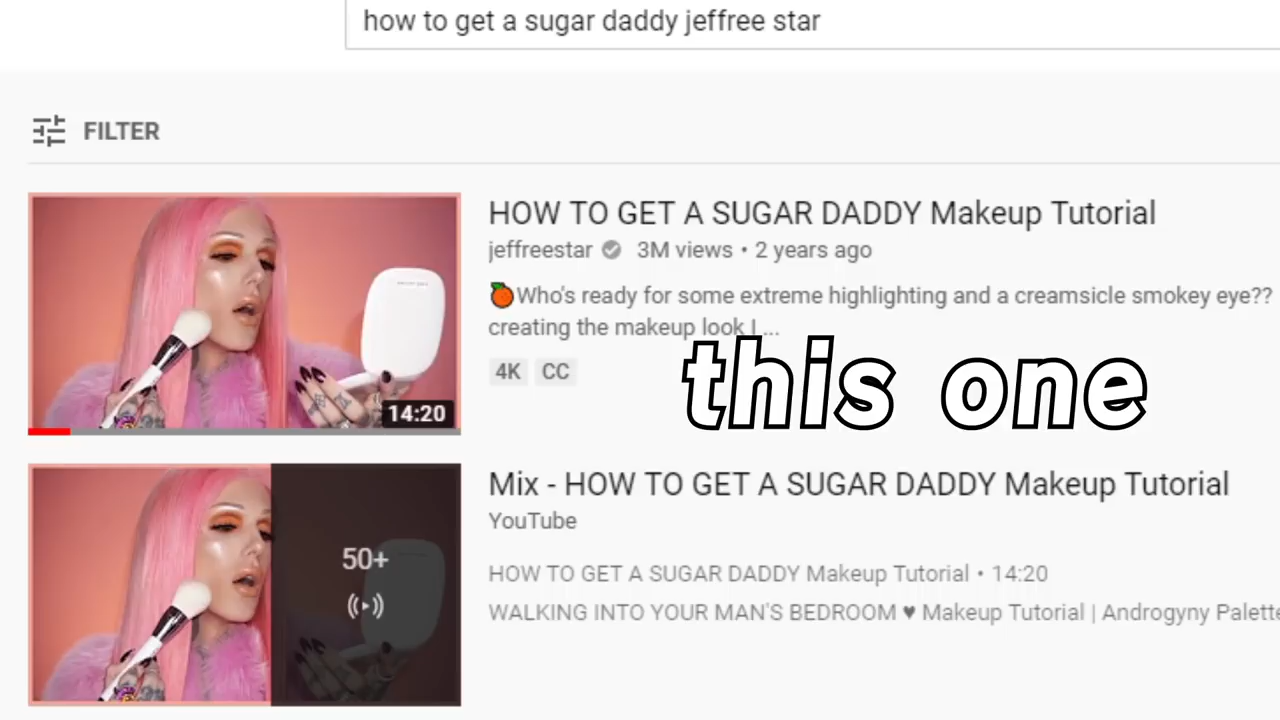 how to get a sugar daddy jeffree star
FILTER
HOW TO GET A SUGAR DADDY Makeup Tutorial
jeffreestar 3M views • 2 years ago
🍊Who's ready for some extreme highlighting and a creamsicle smokey eye??
creating the makeup look I ...
4K CC
this one
14:20
Mix - HOW TO GET A SUGAR DADDY Makeup Tutorial
YouTube
50+
HOW TO GET A SUGAR DADDY Makeup Tutorial • 14:20
WALKING INTO YOUR MAN'S BEDROOM ♥ Makeup Tutorial | Androgyny Palette